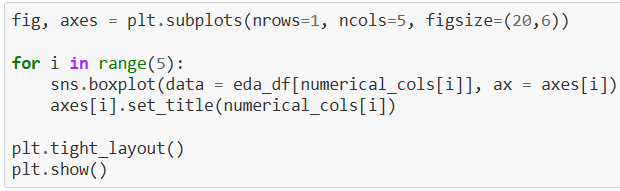 fig, axes = plt.subplots(nrows=1, ncols=5, figsize=(20,6))
for i in range(5):
    sns.boxplot(data = eda_df[numerical_cols[i]], ax = axes[i])
    axes[i].set_title(numerical_cols[i])
plt.tight_layout()
plt.show()